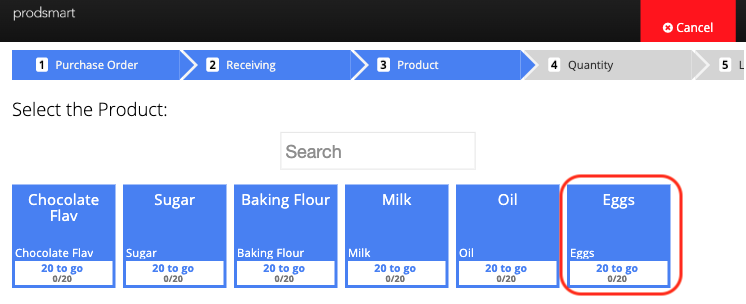 prodsmart
Cancel
1 Purchase Order 2 Receiving 3 Product 4 Quantity 5 L
Select the Product:
Search
Chocolate
Flav
Chocolate Flav
20 to go
0/20
Sugar
Sugar
20 to go
0/20
Baking Flour
Baking Flour
20 to go
0/20
Milk
Milk
20 to go
0/20
Oil
Oil
20 to go
0/20
Eggs
Eggs
20 to go
0/20